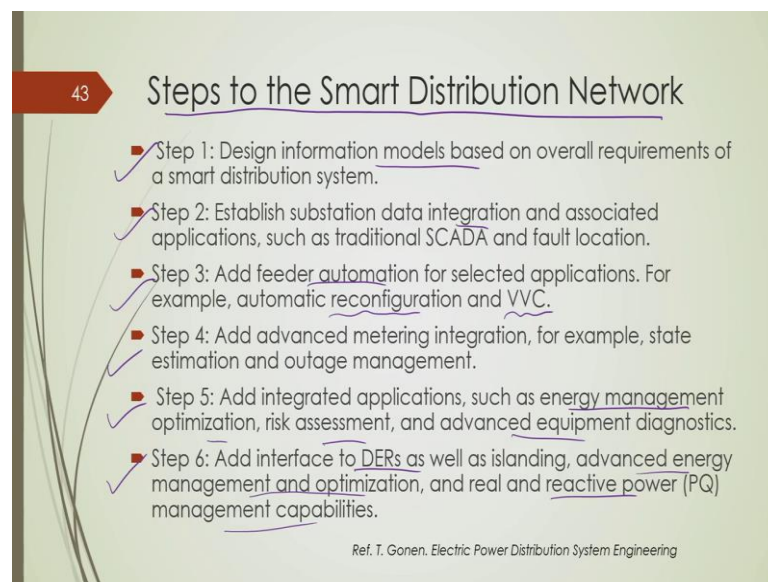 43
Steps to the Smart Distribution Network
Step 1: Design information models based on overall requirements of
a smart distribution system.
Step 2: Establish substation data integration and associated
applications, such as traditional SCADA and fault location.
Step 3: Add feeder automation for selected applications. For
example, automatic reconfiguration and VVC.
Step 4: Add advanced metering integration, for example, state
estimation and outage management.
Step 5: Add integrated applications, such as energy management
optimization, risk assessment, and advanced equipment diagnostics.
Step 6: Add interface to DERs as well as islanding, advanced energy
management and optimization, and real and reactive power (PQ)
management capabilities.
Ref. T. Gonen. Electric Power Distribution System Engineering